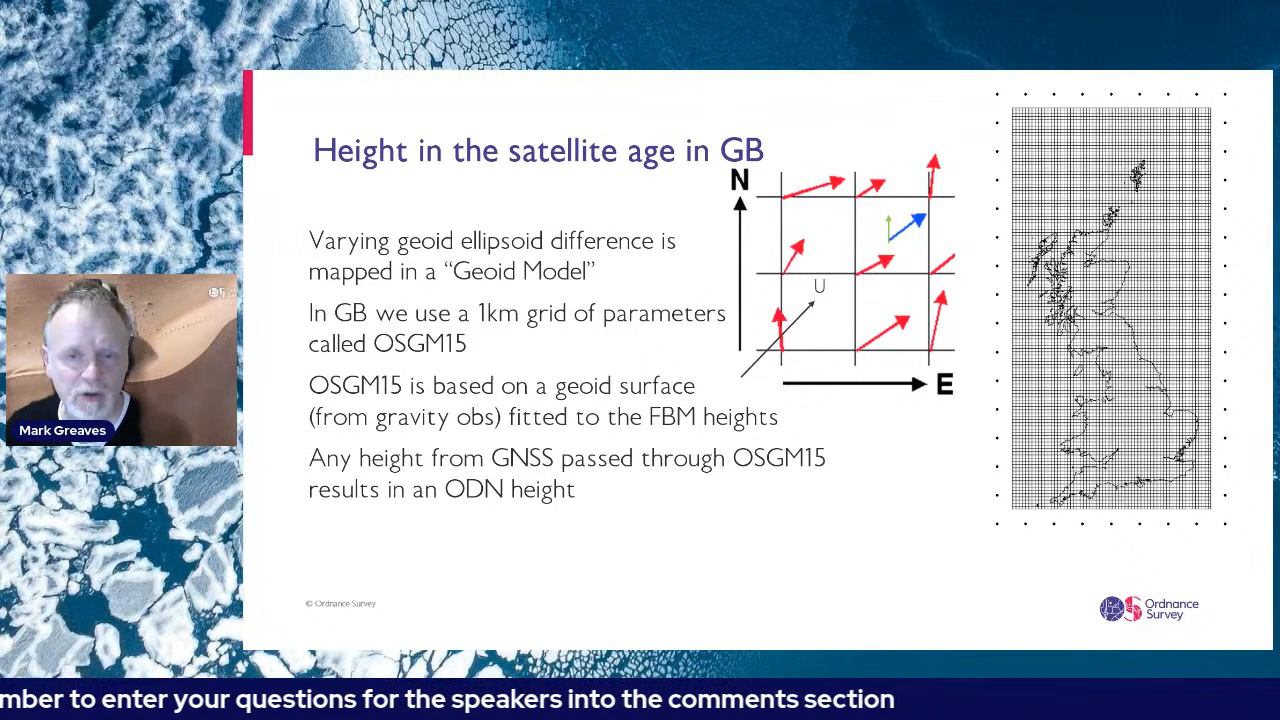 Height in the satellite age in GB
N
Varying geoid ellipsoid difference is
mapped in a “Geoid Model”
U
In GB we use a 1km grid of parameters
called OSGM15
E
OSGM15 is based on a geoid surface
(from gravity obs) fitted to the FBM heights
Any height from GNSS passed through OSGM15
results in an ODN height
Mark Greaves
© Ordnance Survey
Ordnance
Survey
mber to enter your questions for the speakers into the comments section